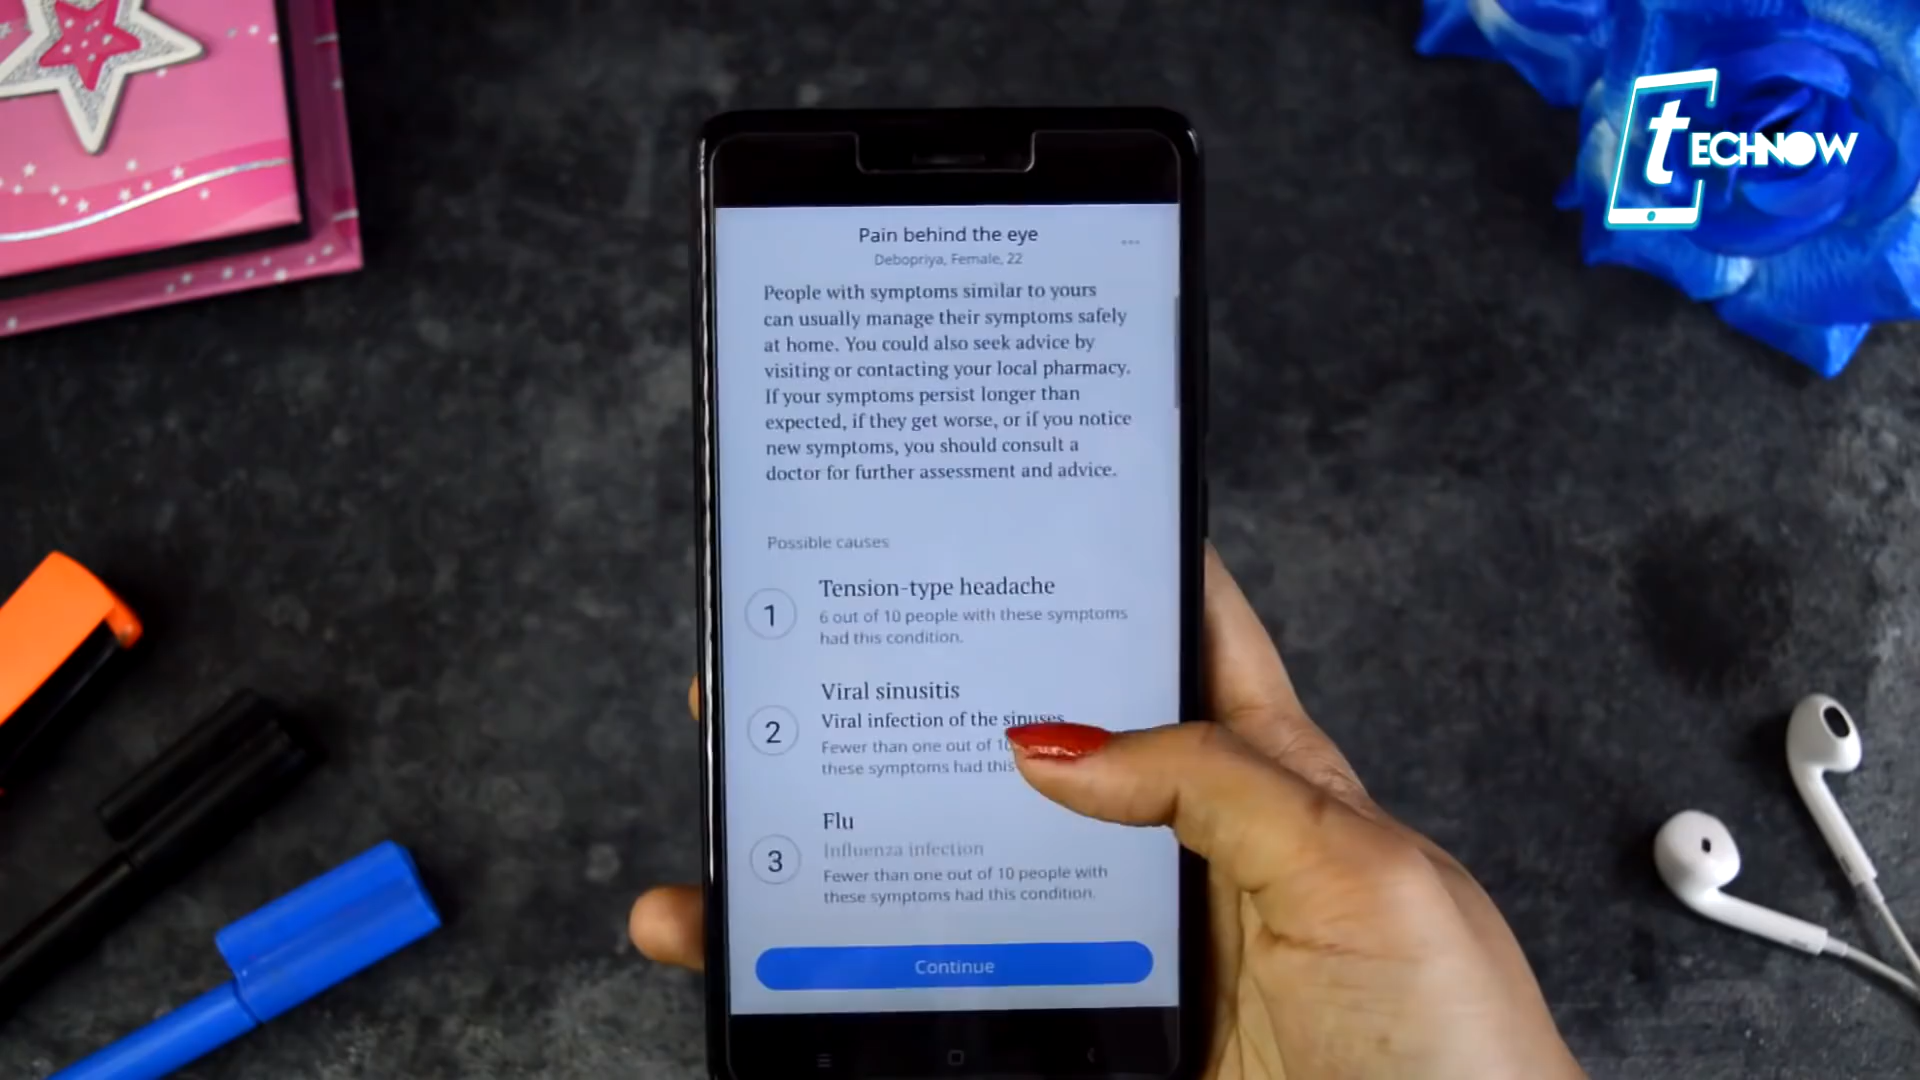 tECHNOW
Pain behind the eye
Debopriya, Female, 22
People with symptoms similar to yours
can usually manage their symptoms safely
at home. You could also seek advice by
visiting or contacting your local pharmacy.
If your symptoms persist longer than
expected, if they get worse, or if you notice
new symptoms, you should consult a
doctor for further assessment and advice.
Possible causes
1
Tension-type headache
6 out of 10 people with these symptoms
had this condition.
2
Viral sinusitis
Viral infection of the sinuses
Fewer than one out of 10
these symptoms had this
3
Flu
Influenza infection
Fewer than one out of 10 people with
these symptoms had this condition.
Continue